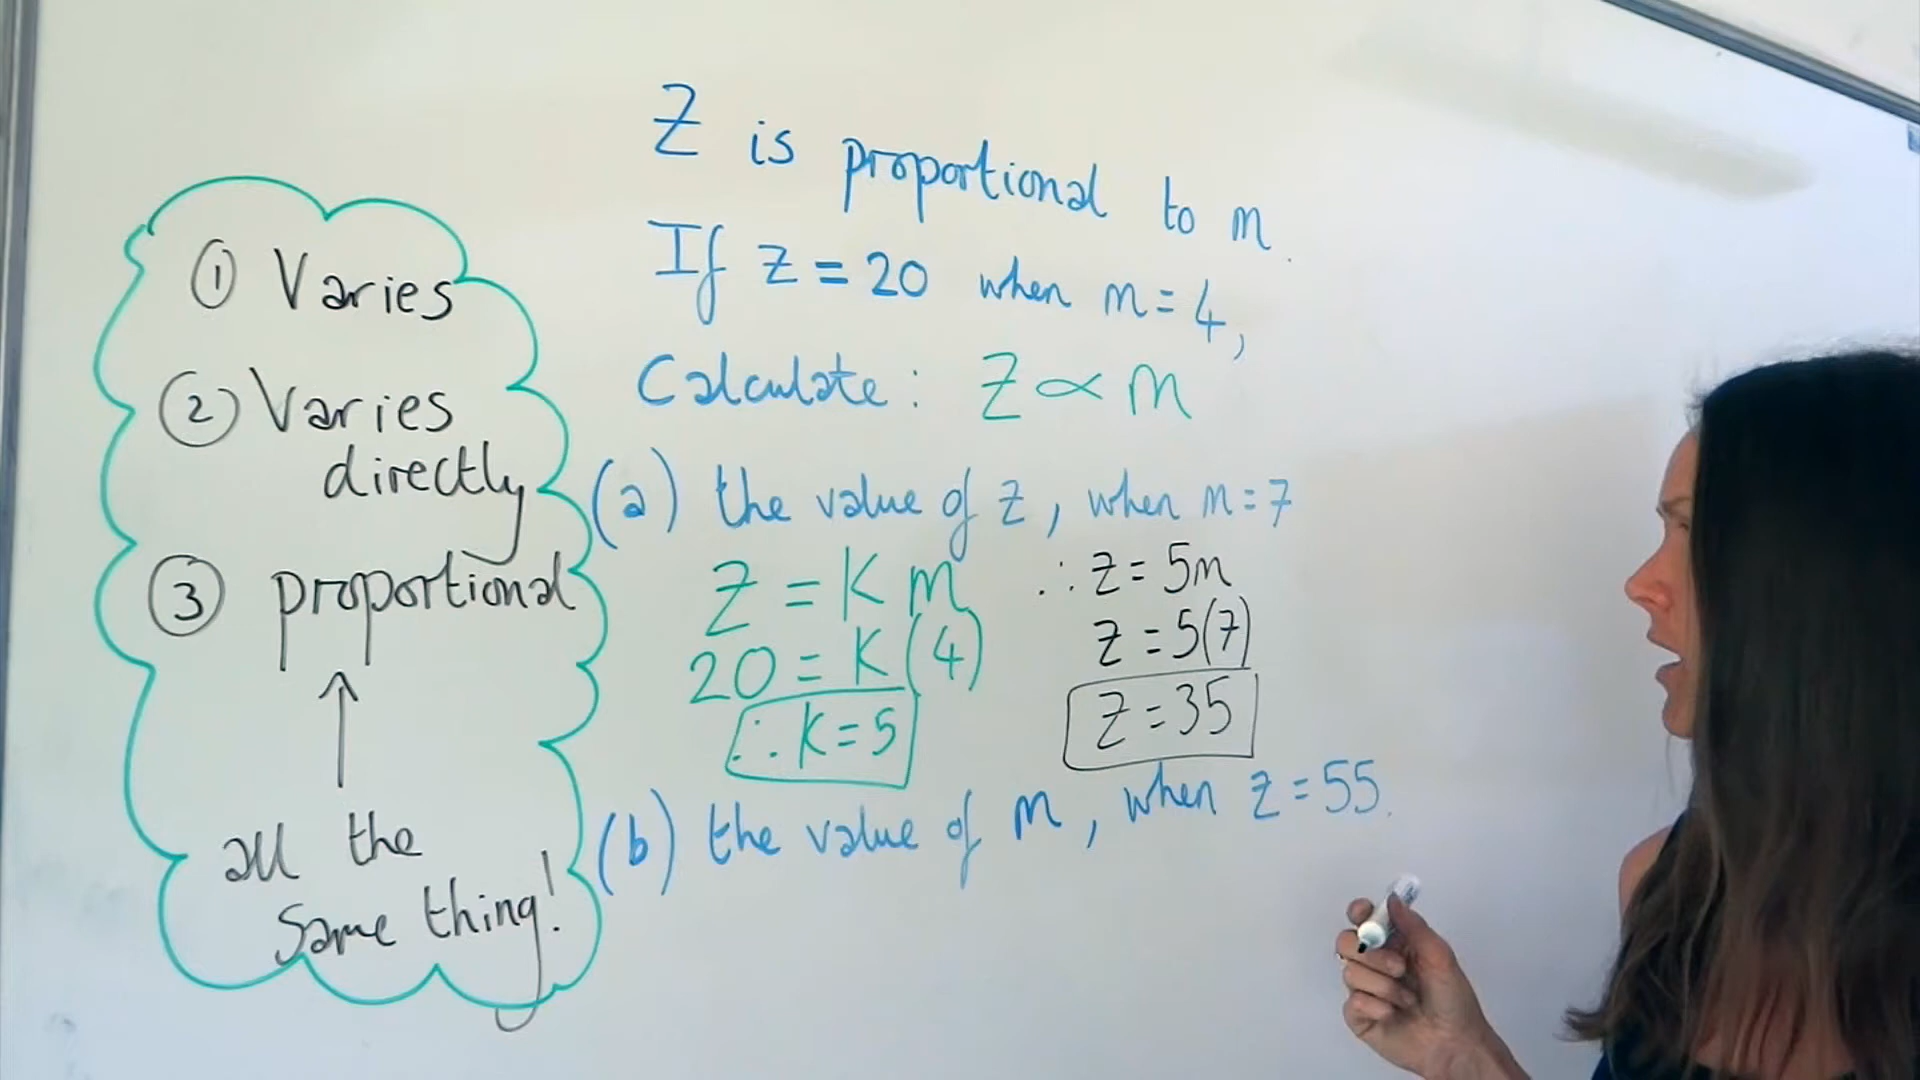 Z is proportional to m.
If z = 20 when m = 4,
Calculate: Z ∝ m
(a) the value of z, when m = 7
Z = K m
20 = K (4)
∴ K = 5
∴ z = 5m
z = 5(7)
Z = 35
(b) the value of m, when z = 55.
① Varies
② Varies
directly
③ proportional
↑
all the
same thing!